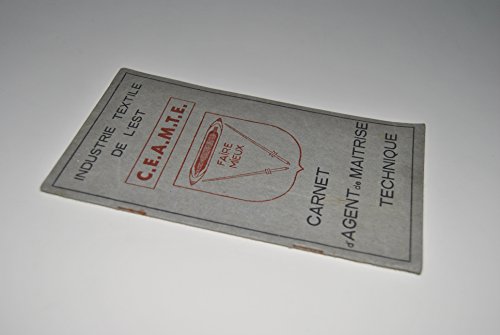 INDUSTRIE TEXTILE
DE L'EST
C.E.A.M.T.E.
FAIRE
MIEUX
CARNET
d'AGENT de MAITRISE
TECHNIQUE